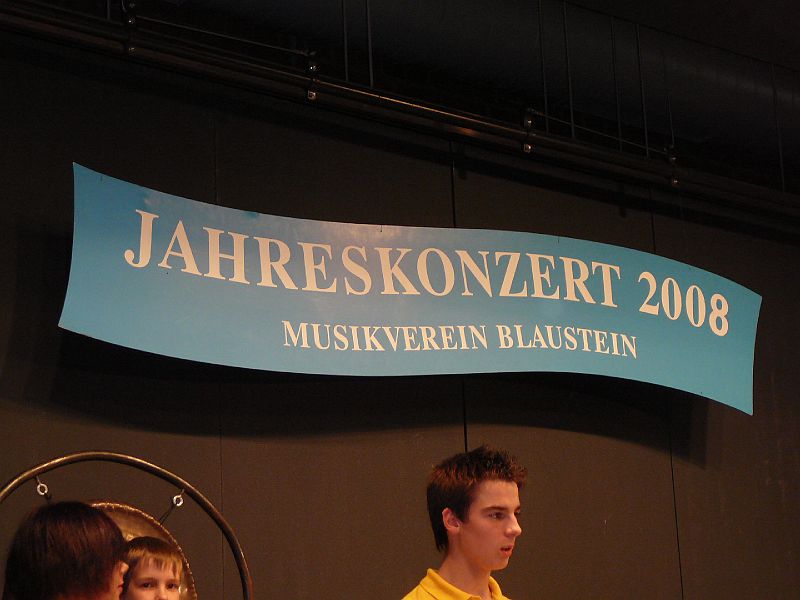 JAHRESKONZERT 2008
MUSIKVEREIN BLAUSTEIN